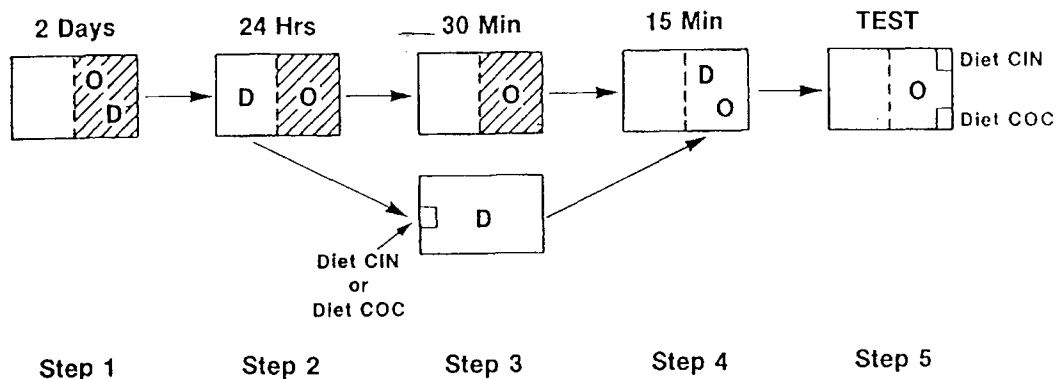 2 Days 24 Hrs 30 Min 15 Min TEST
O D
D O
O
D O
O
Diet CIN
Diet COC
D
Diet CIN
or
Diet COC
Step 1 Step 2 Step 3 Step 4 Step 5